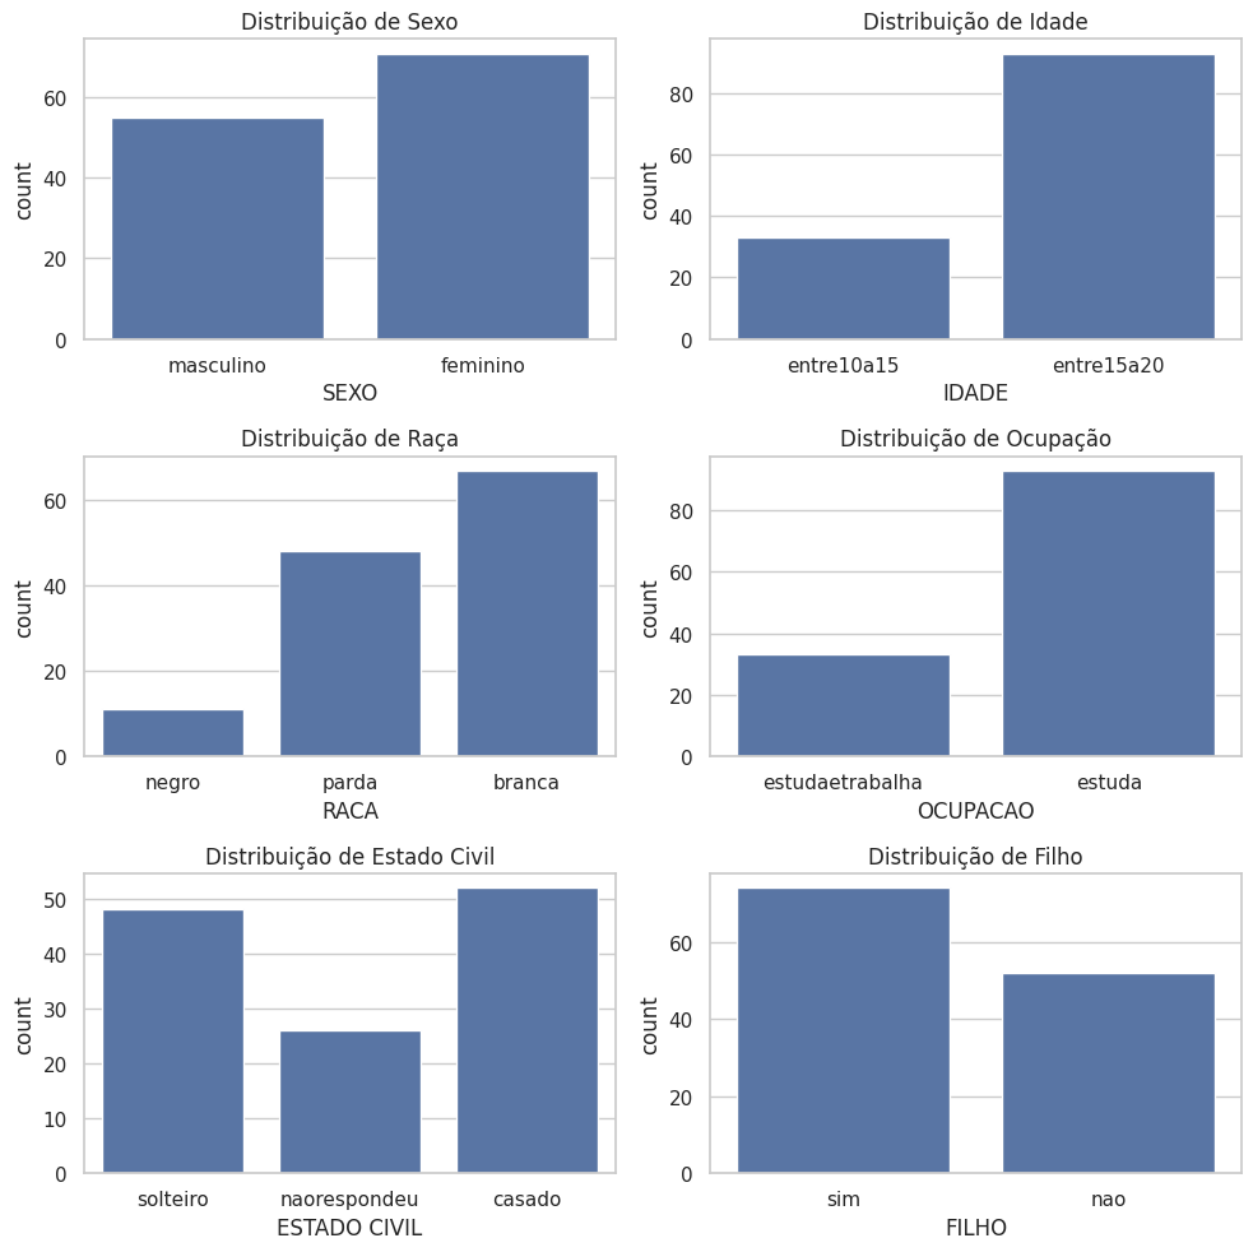 Distribuição de Sexo
count
60
40
20
0
masculino feminino
SEXO
Distribuição de Idade
count
80
60
40
20
0
entre10a15 entre15a20
IDADE
Distribuição de Raça
count
60
40
20
0
negro parda branca
RACA
Distribuição de Ocupação
count
80
60
40
20
0
estudaetrabalha estuda
OCUPACAO
Distribuição de Estado Civil
count
50
40
30
20
10
0
solteiro naorespondeu casado
ESTADO CIVIL
Distribuição de Filho
count
60
40
20
0
sim nao
FILHO